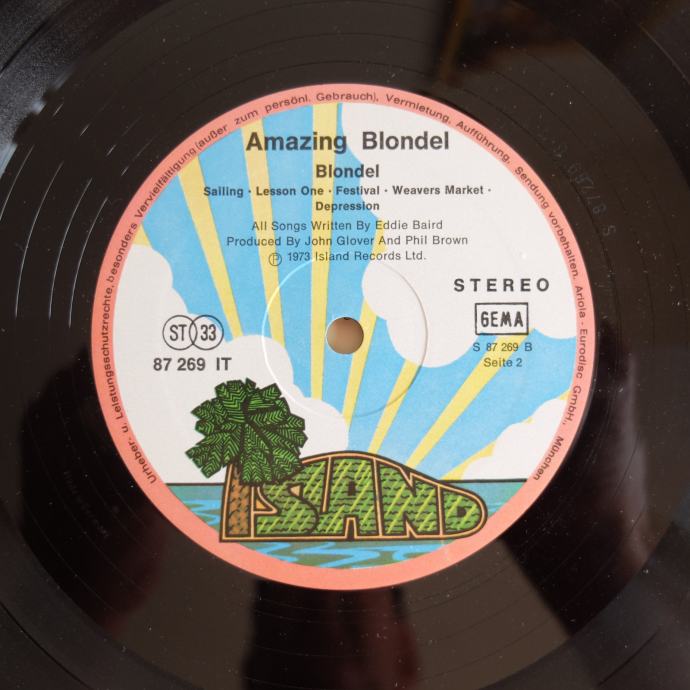 Amazing Blondel
Blondel
Sailing · Lesson One · Festival · Weavers Market ·
Depression
All Songs Written By Eddie Baird
Produced By John Glover And Phil Brown
Ⓟ 1973 Island Records Ltd.
STEREO
GEMA
S 87 269 B
Seite 2
ST 33
87 269 IT
ISLAND
Urheber- u. Leistungsschutzrechte, besonders Vervielfältigung (außer zum persönl. Gebrauch), Vermietung, Aufführung, Sendung vorbehalten. Ariola - Eurodisc GmbH., München